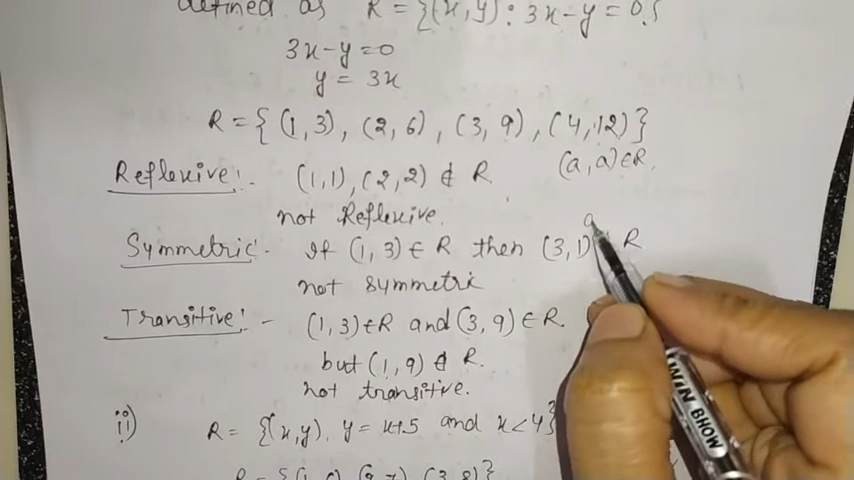 defined as R = {(x, y) : 3x - y = 0}
3x - y = 0
y = 3x
R = { (1, 3), (2, 6), (3, 9), (4, 12)}
Reflexive:- (1,1), (2,2) ∉ R (a, a) ∈ R.
not Reflexive.
Symmetric- If (1, 3) ∈ R then (3, 1) R
not symmetric
Transitive:- (1, 3) ∈ R and (3, 9) ∈ R.
but (1, 9) ∉ R.
not transitive.
ii) R = {(x, y), y = x+5 and x < 4}
WIN BHOW